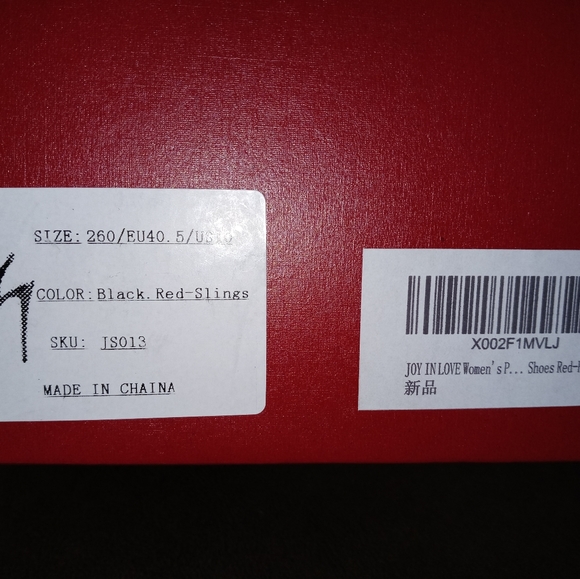 SIZE: 260/EU40.5/US
COLOR: Black.Red-Slings
SKU: JS013
MADE IN CHAINA
X002F1MVLJ
JOY IN LOVE Women's P... Shoes Red-
新品